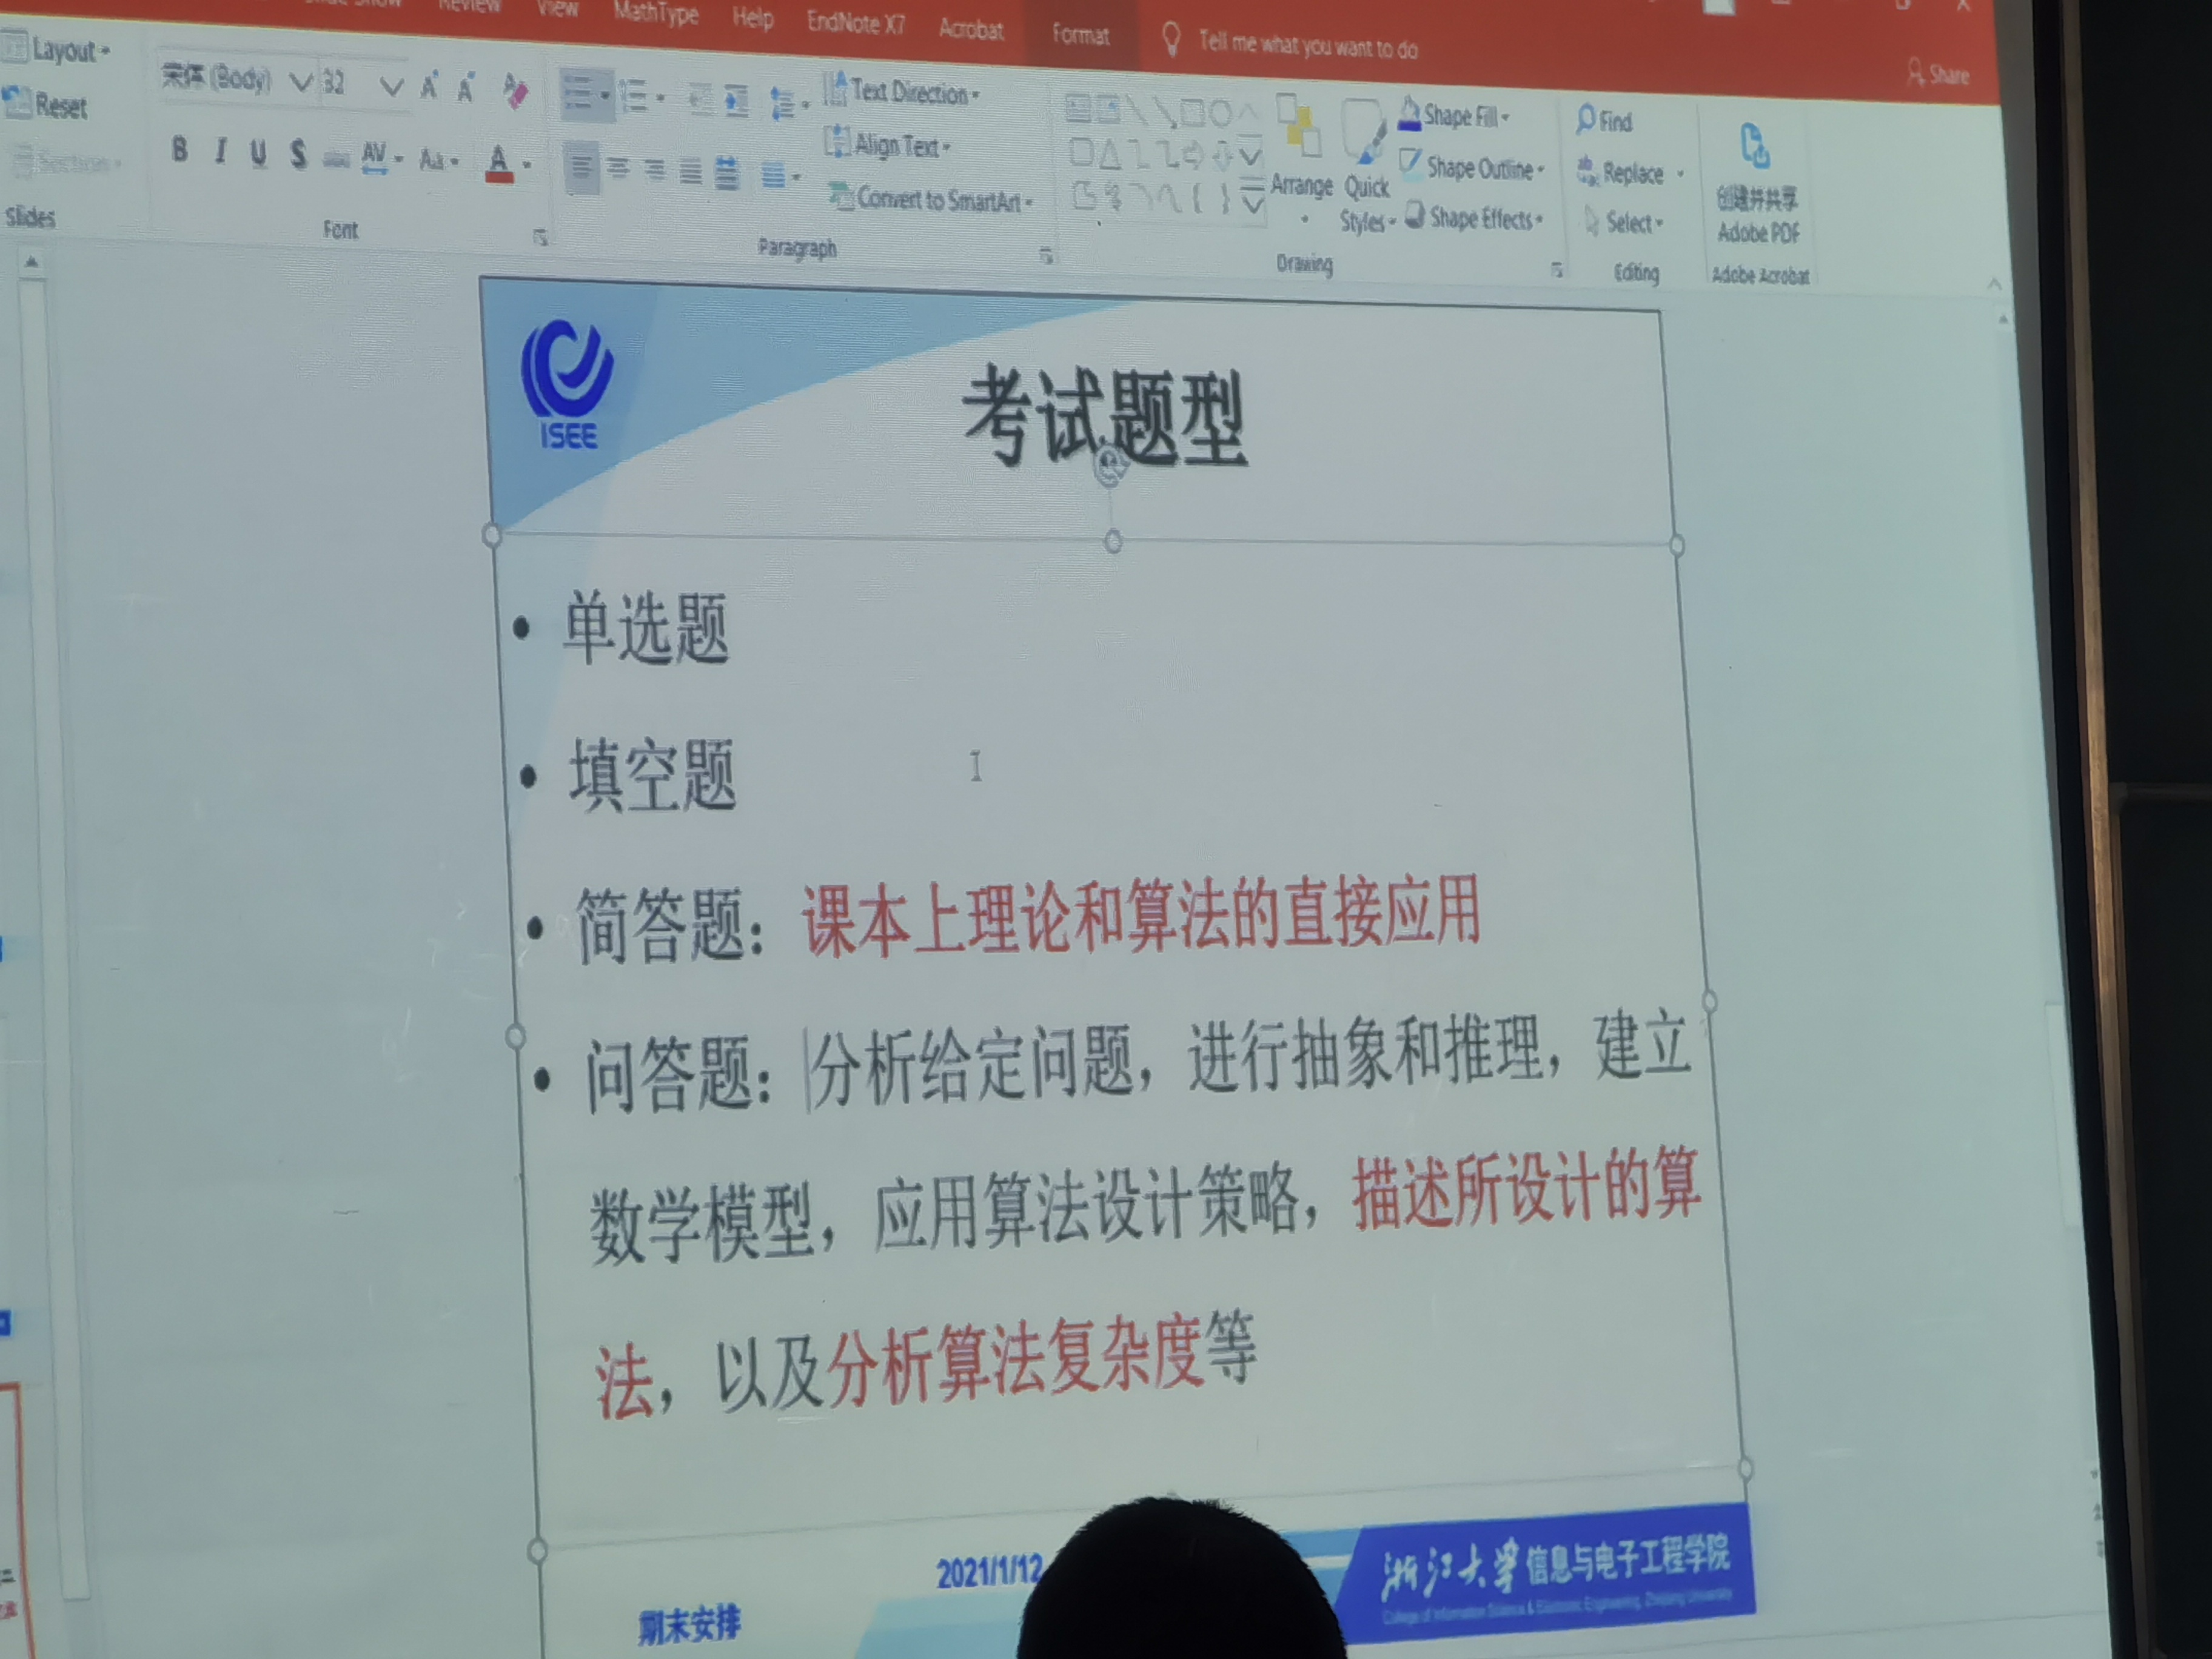 Review View MathType Help EndNote X7 Acrobat Format Tell me what you want to do
Share
Layout
Reset
Slides
宋体 (Body) 32
B I U S AV Aa A
Font
Text Direction
Align Text
Convert to SmartArt
Paragraph
Arrange
Quick
Styles
Shape Fill
Shape Outline
Shape Effects
Drawing
Find
Replace
Select
Editing
创建并共享
Adobe PDF
Adobe Acrobat
ISEE
考试题型
• 单选题
• 填空题
• 简答题：课本上理论和算法的直接应用
• 问答题：分析给定问题，进行抽象和推理，建立
数学模型，应用算法设计策略，描述所设计的算
法，以及分析算法复杂度等
期末安排
2021/1/12
浙江大学 信息与电子工程学院
College of Information Science & Electronic Engineering, Zhejiang University